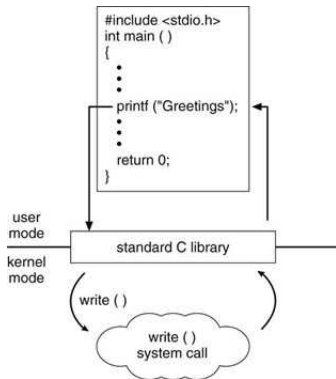 #include <stdio.h>
int main ( )
{
•
•
•
printf ("Greetings");
•
•
•
return 0;
}
user
mode
standard C library
kernel
mode
write ( )
write ( )
system call